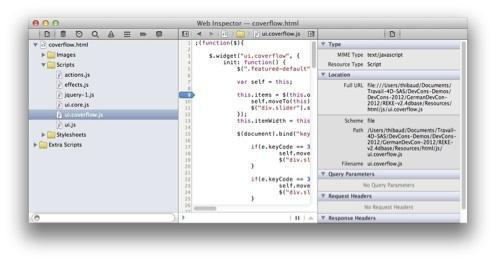 Web Inspector — coverflow.html
ui.coverflow.js
coverflow.html
Images
Scripts
actions.js
effects.js
jquery-1.js
ui.core.js
ui.coverflow.js
ui.js
Stylesheets
Extra Scripts
;(function($){
$.widget("ui.coverflow", {
init: function() {
$(".featured-default"
var self = this;
this.items = $(this.o
self.moveTo(this)
$("div.slider").s
});
this.itemWidth = this
$(document).bind("key
if(e.keyCode == 3
self.move
$("div.sl
}
if(e.keyCode == 3
self.move
$("div.sl
}
Type
MIME Type text/javascript
Resource Type Script
Location
Full URL file:///Users/thibaud/Documents/
Travail-4D-SAS/DevCons-Demos/
DevCons-2012/GermanDevCon-2012/REKE-
v2.4dbase/Resources/
html/js/ui.coverflow.js
Scheme file
Path /Users/thibaud/Documents/Travail-
4D-SAS/DevCons-Demos/DevCons-
2012/GermanDevCon-2012/REKE-
v2.4dbase/Resources/html/js/
ui.coverflow.js
Filename ui.coverflow.js
Query Parameters
No Query Parameters
Request Headers
No Request Headers
Response Headers